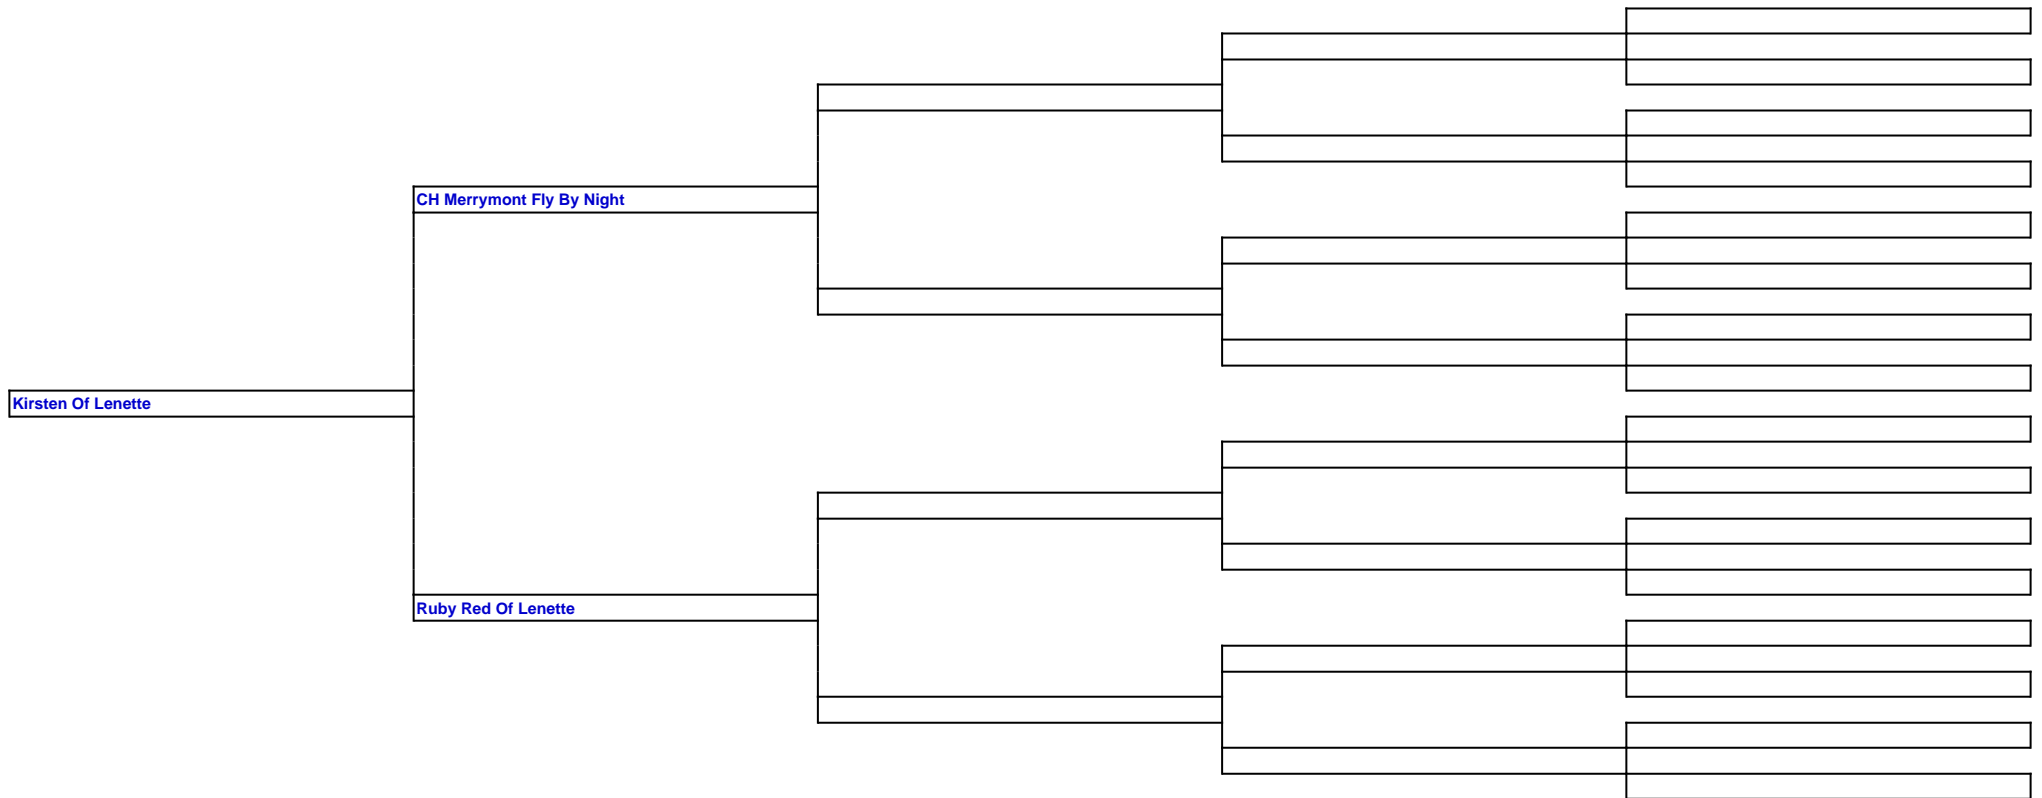 CH Merrymont Fly By Night
Kirsten Of Lenette
Ruby Red Of Lenette